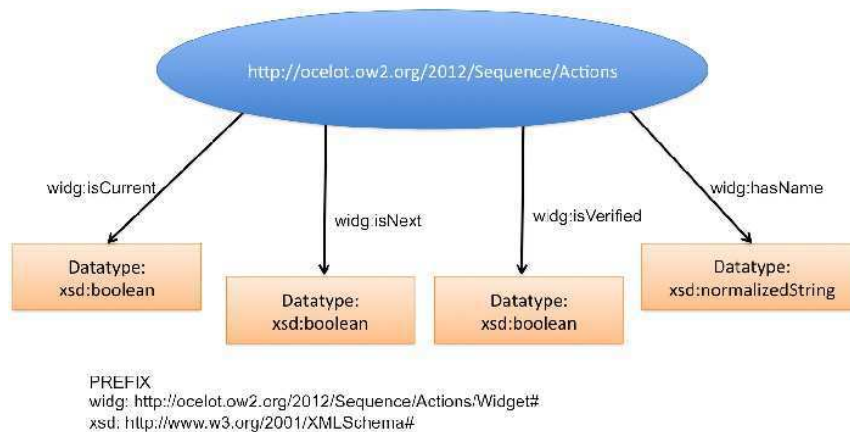 http://ocelot.ow2.org/2012/Sequence/Actions
widg:isCurrent
widg:isNext
widg:isVerified
widg:hasName
Datatype:
xsd:boolean
Datatype:
xsd:boolean
Datatype:
xsd:boolean
Datatype:
xsd:normalizedString
PREFIX
widg: http://ocelot.ow2.org/2012/Sequence/Actions/Widget#
xsd: http://www.w3.org/2001/XMLSchema#